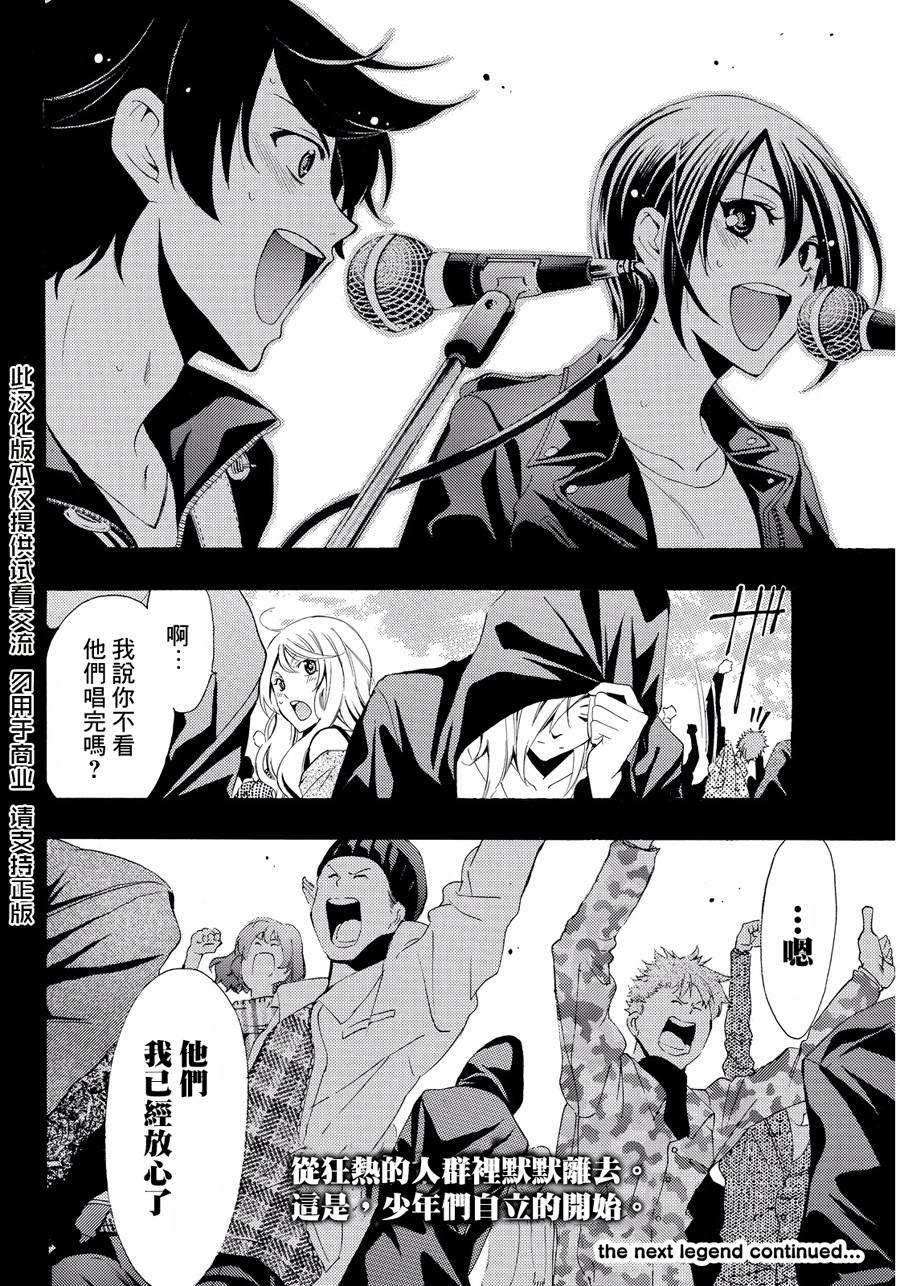 啊…
我說你不看
他們唱完嗎？
…嗯
他們
我已經放心了
從狂熱的人群裡默默離去。
這是，少年們自立的開始。
the next legend continued...
此汉化版本仅提供试看交流 勿用于商业 请支持正版